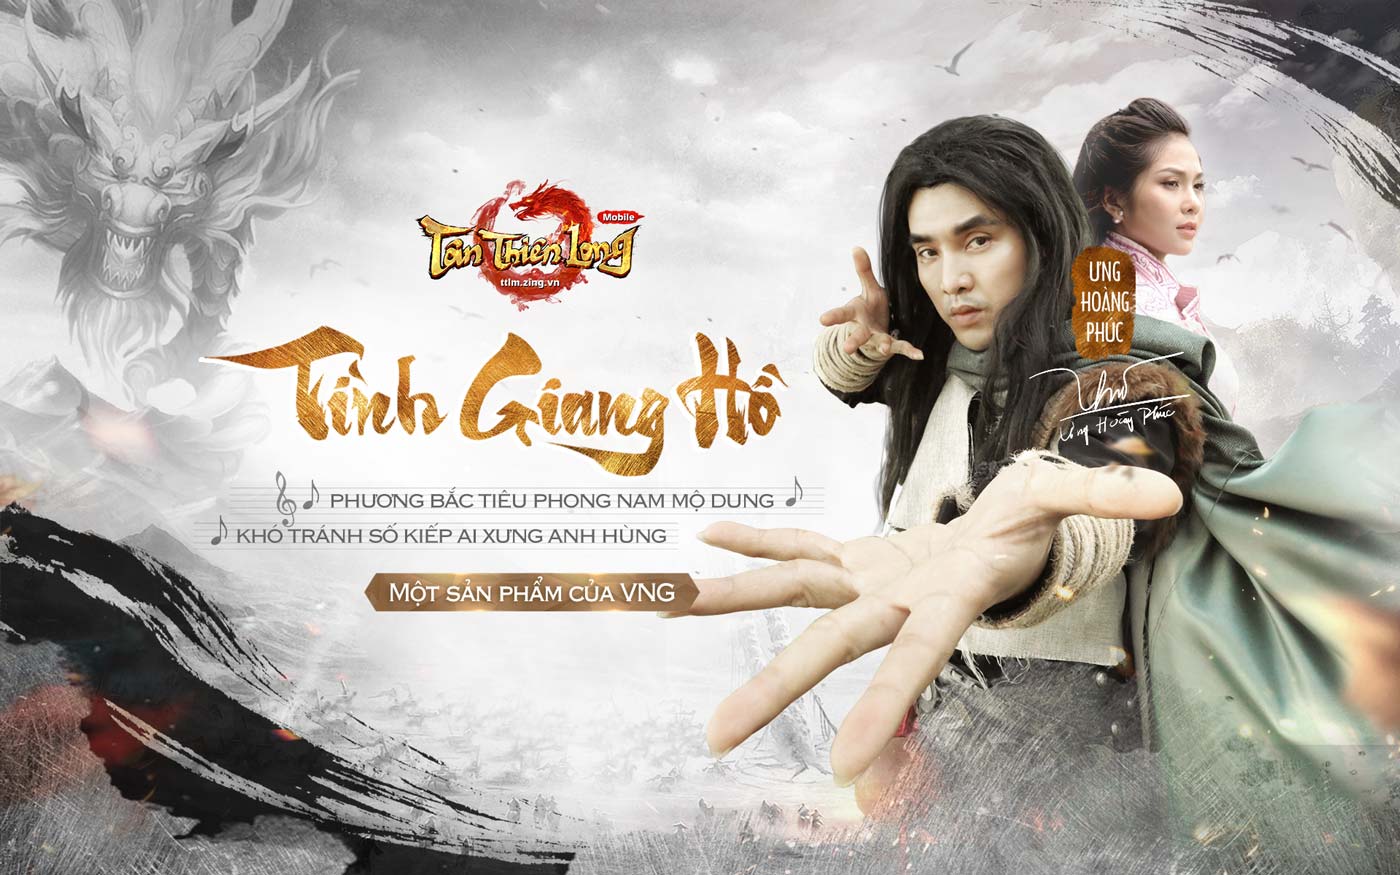 Mobile
Tân Thiên Long
ttlm.zing.vn
Tình Giang Hồ
PHƯƠNG BẮC TIÊU PHONG NAM MỘ DUNG
KHÓ TRÁNH SỐ KIẾP AI XƯNG ANH HÙNG
MỘT SẢN PHẨM CỦA VNG
ƯNG
HOÀNG
PHÚC
Ưng Hoàng Phúc